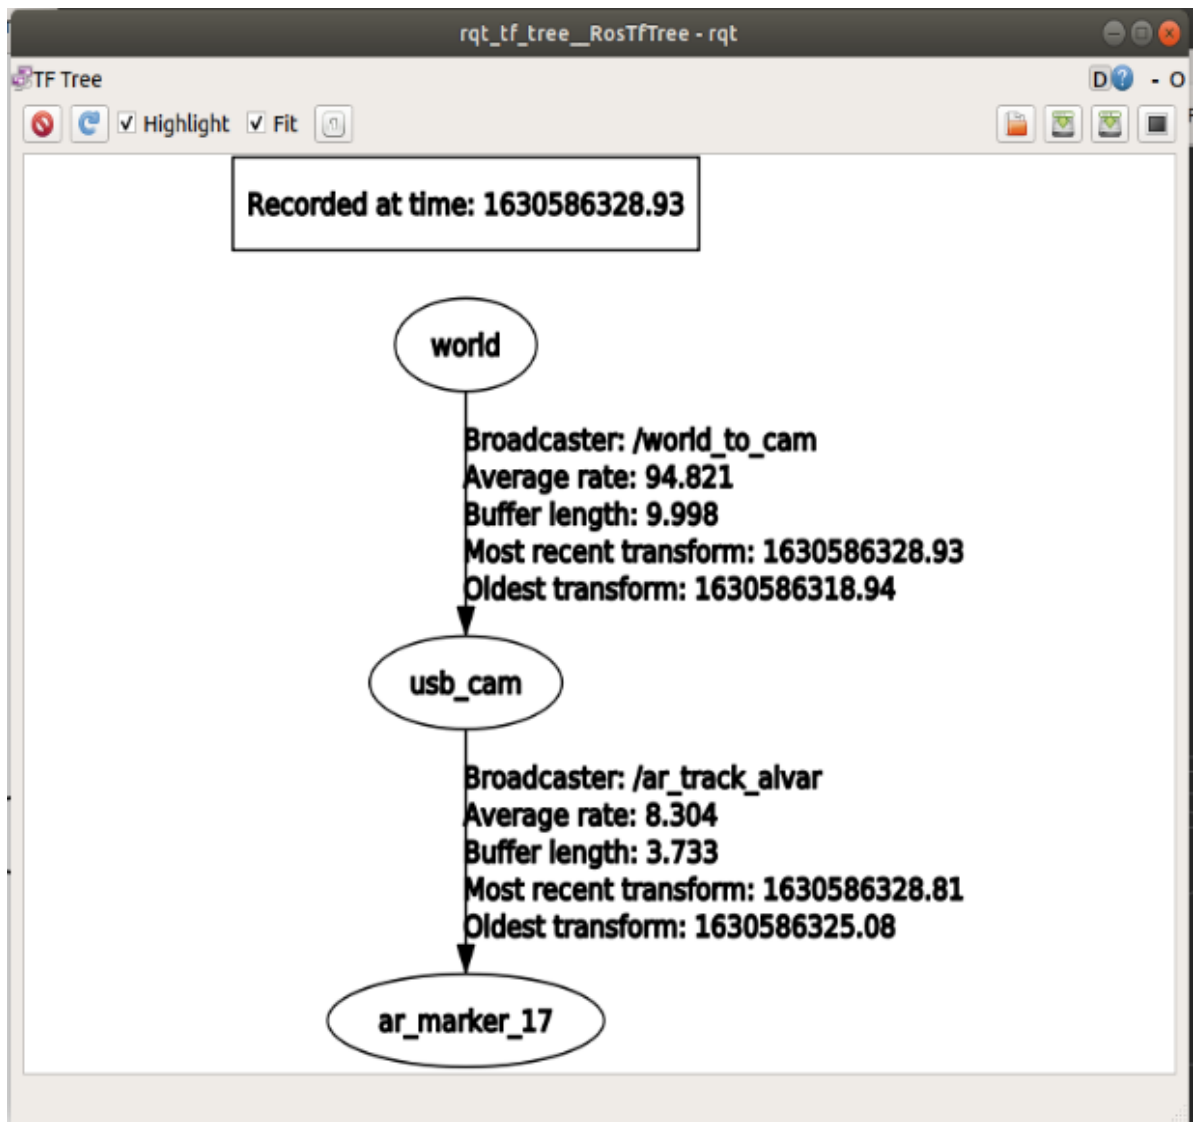 rqt_tf_tree__RosTfTree - rqt
TF Tree
D ? - O
Highlight Fit
Recorded at time: 1630586328.93
world
Broadcaster: /world_to_cam
Average rate: 94.821
Buffer length: 9.998
Most recent transform: 1630586328.93
Oldest transform: 1630586318.94
usb_cam
Broadcaster: /ar_track_alvar
Average rate: 8.304
Buffer length: 3.733
Most recent transform: 1630586328.81
Oldest transform: 1630586325.08
ar_marker_17